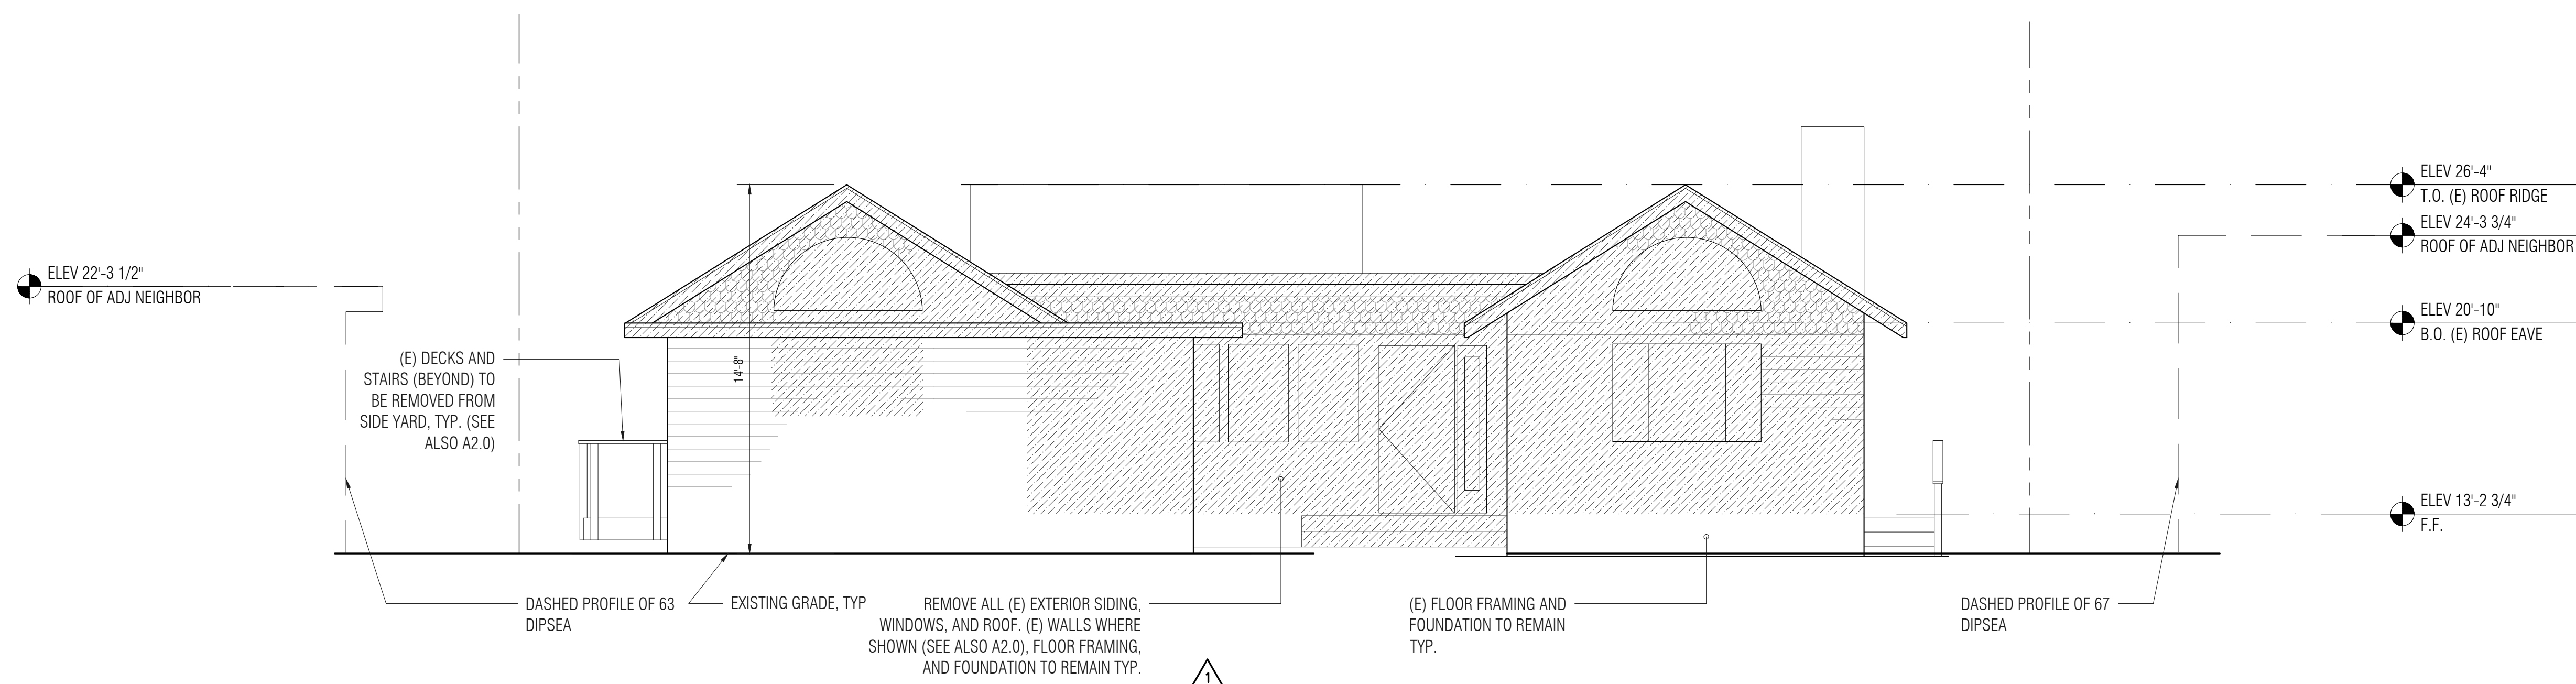 ELEV 22'-3 1/2"
ROOF OF ADJ NEIGHBOR
(E) DECKS AND
STAIRS (BEYOND) TO
BE REMOVED FROM
SIDE YARD, TYP. (SEE
ALSO A2.0)
14'-8"
ELEV 26'-4"
T.O. (E) ROOF RIDGE
ELEV 24'-3 3/4"
ROOF OF ADJ NEIGHBOR
ELEV 20'-10"
B.O. (E) ROOF EAVE
ELEV 13'-2 3/4"
F.F.
DASHED PROFILE OF 63
DIPSEA
EXISTING GRADE, TYP
REMOVE ALL (E) EXTERIOR SIDING,
WINDOWS, AND ROOF. (E) WALLS WHERE
SHOWN (SEE ALSO A2.0), FLOOR FRAMING,
AND FOUNDATION TO REMAIN TYP.
1
(E) FLOOR FRAMING AND
FOUNDATION TO REMAIN
TYP.
DASHED PROFILE OF 67
DIPSEA